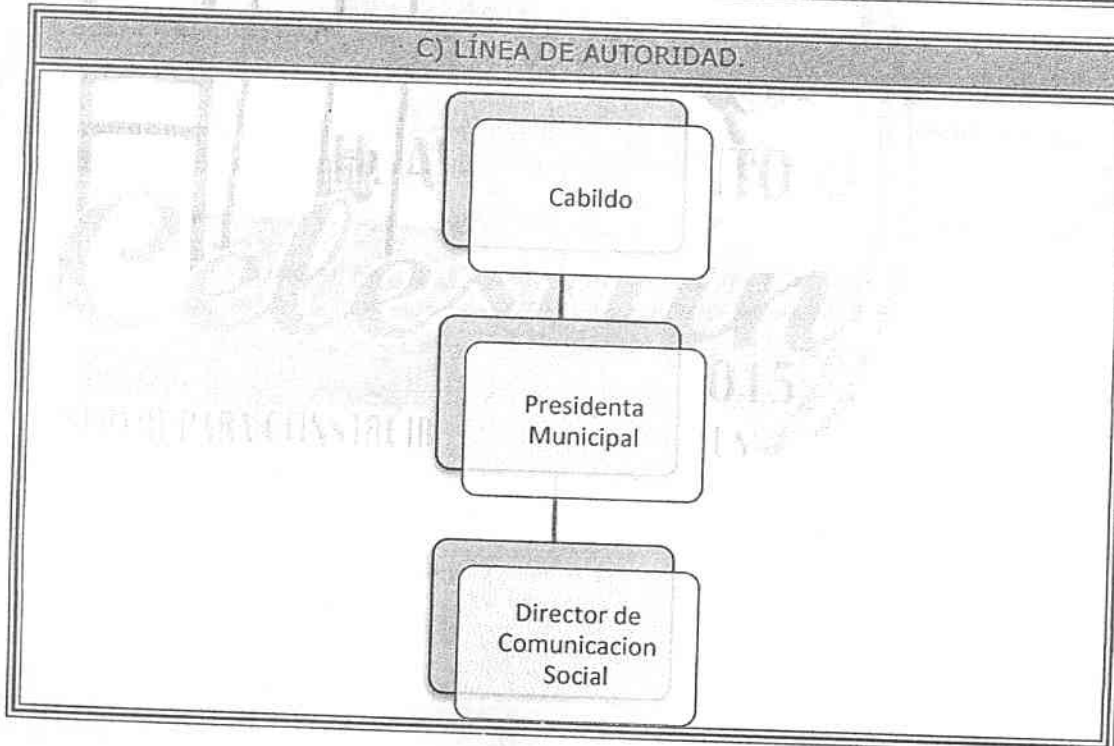 C) LÍNEA DE AUTORIDAD.
Cabildo
Presidenta
Municipal
Director de
Comunicacion
Social